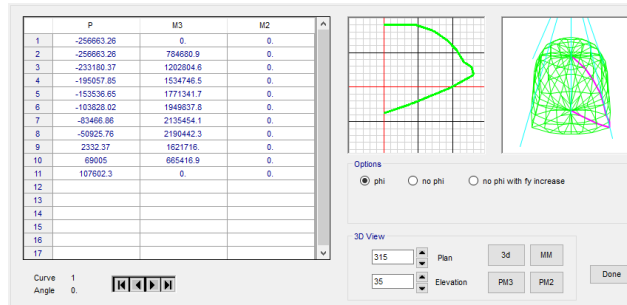 P M3 M2
1 -256663.26 0. 0.
2 -256663.26 784680.9 0.
3 -233180.37 1202804.6 0.
4 -195057.85 1534746.5 0.
5 -153536.65 1771341.7 0.
6 -103828.02 1949837.8 0.
7 -83466.86 2135454.1 0.
8 -50925.76 2190442.3 0.
9 2332.37 1621716. 0.
10 69005 665416.9 0.
11 107602.3 0. 0.
12
13
14
15
16
17
Curve 1
Angle 0.
Options
phi no phi no phi with fy increase
3D View
315 Plan 3d MM
35 Elevation PM3 PM2
Done